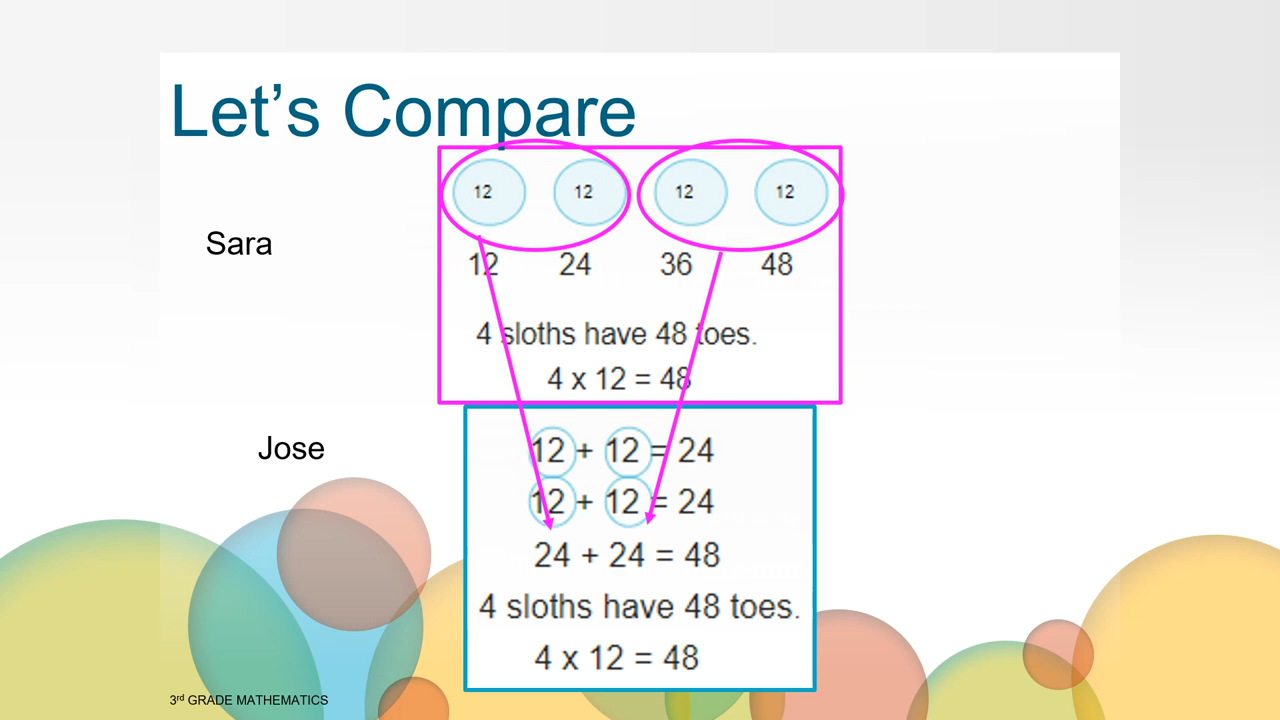 Let's Compare
12 12 12 12
Sara
12 24 36 48
4 sloths have 48 toes.
4 x 12 = 48
Jose
12 + 12 = 24
12 + 12 = 24
24 + 24 = 48
4 sloths have 48 toes.
4 x 12 = 48
3rd GRADE MATHEMATICS